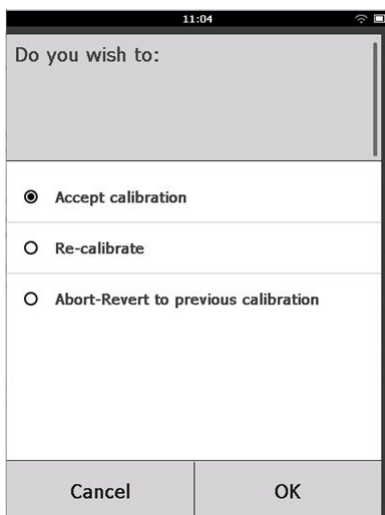 11:04
Do you wish to:
Accept calibration
Re-calibrate
Abort-Revert to previous calibration
Cancel
OK